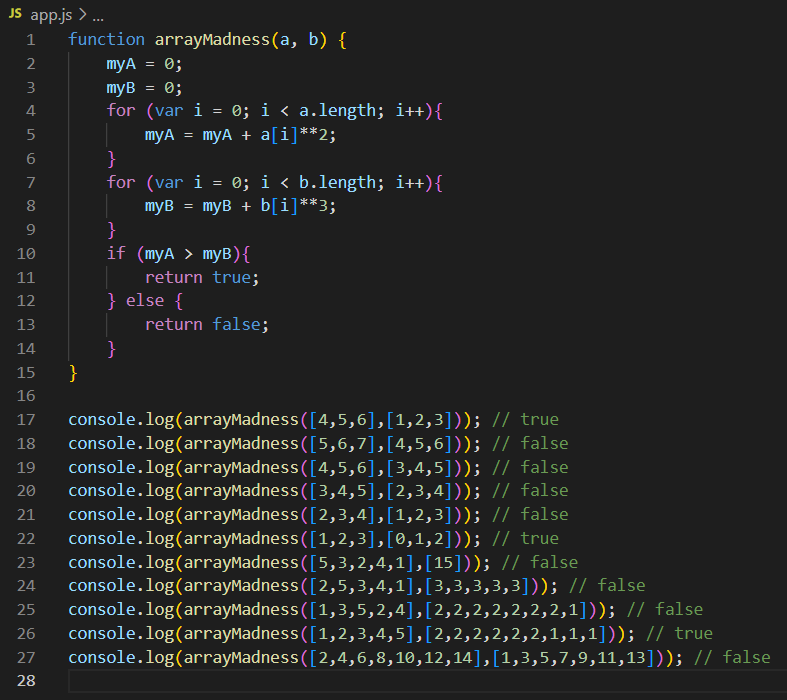 JS app.js > ...
1 function arrayMadness(a, b) {
2     myA = 0;
3     myB = 0;
4     for (var i = 0; i < a.length; i++){
5         myA = myA + a[i]**2;
6     }
7     for (var i = 0; i < b.length; i++){
8         myB = myB + b[i]**3;
9     }
10     if (myA > myB){
11         return true;
12     } else {
13         return false;
14     }
15 }
16
17 console.log(arrayMadness([4,5,6],[1,2,3])); // true
18 console.log(arrayMadness([5,6,7],[4,5,6])); // false
19 console.log(arrayMadness([4,5,6],[3,4,5])); // false
20 console.log(arrayMadness([3,4,5],[2,3,4])); // false
21 console.log(arrayMadness([2,3,4],[1,2,3])); // false
22 console.log(arrayMadness([1,2,3],[0,1,2])); // true
23 console.log(arrayMadness([5,3,2,4,1],[15])); // false
24 console.log(arrayMadness([2,5,3,4,1],[3,3,3,3,3])); // false
25 console.log(arrayMadness([1,3,5,2,4],[2,2,2,2,2,2,2,1])); // false
26 console.log(arrayMadness([1,2,3,4,5],[2,2,2,2,2,2,1,1,1])); // true
27 console.log(arrayMadness([2,4,6,8,10,12,14],[1,3,5,7,9,11,13])); // false
28